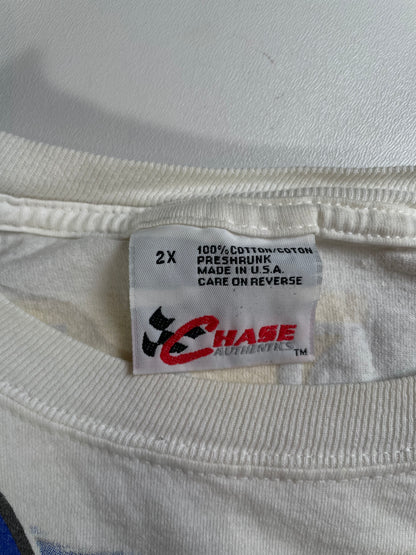 2X
100% COTTON/COTON
PRESHRUNK
MADE IN U.S.A.
CARE ON REVERSE
CHASE
AUTHENTICS TM